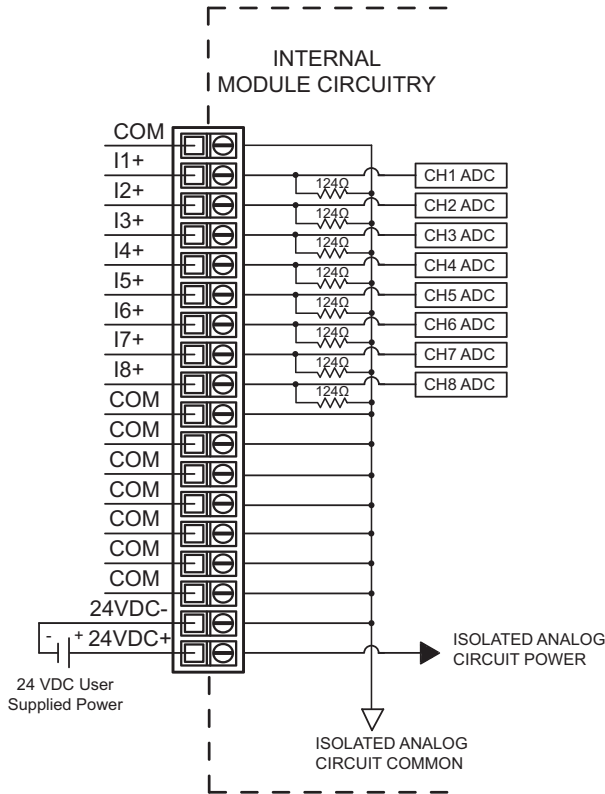 INTERNAL
MODULE CIRCUITRY
COM
I1+
I2+
I3+
I4+
I5+
I6+
I7+
I8+
COM
COM
COM
COM
COM
COM
COM
24VDC-
24VDC+
- +
24 VDC User
Supplied Power
124Ω
124Ω
124Ω
124Ω
124Ω
124Ω
124Ω
124Ω
CH1 ADC
CH2 ADC
CH3 ADC
CH4 ADC
CH5 ADC
CH6 ADC
CH7 ADC
CH8 ADC
ISOLATED ANALOG
CIRCUIT POWER
ISOLATED ANALOG
CIRCUIT COMMON